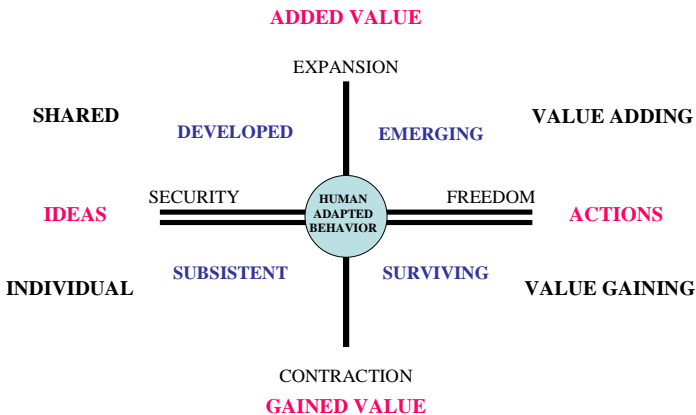 ADDED VALUE
EXPANSION
SHARED
DEVELOPED
EMERGING
VALUE ADDING
IDEAS
SECURITY
HUMAN
ADAPTED
BEHAVIOR
FREEDOM
ACTIONS
INDIVIDUAL
SUBSISTENT
SURVIVING
VALUE GAINING
CONTRACTION
GAINED VALUE